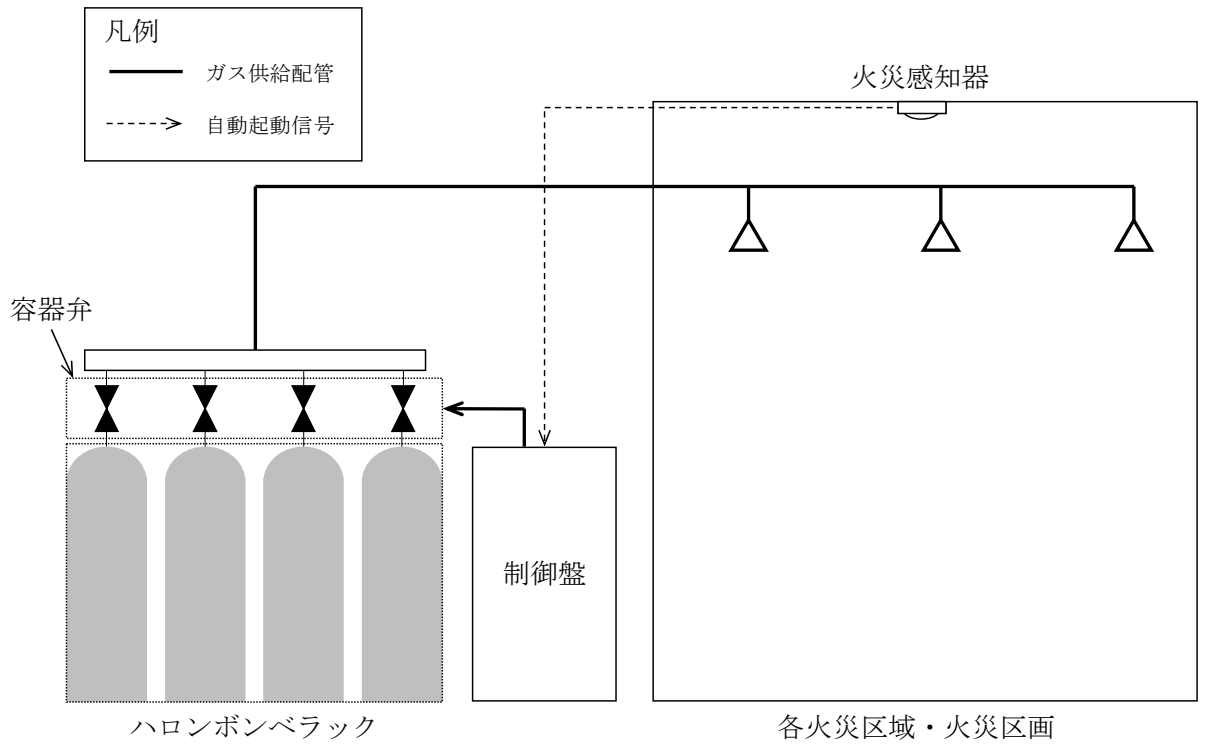 凡例
ガス供給配管
自動起動信号
火災感知器
容器弁
制御盤
ハロンボンベラック
各火災区域・火災区画